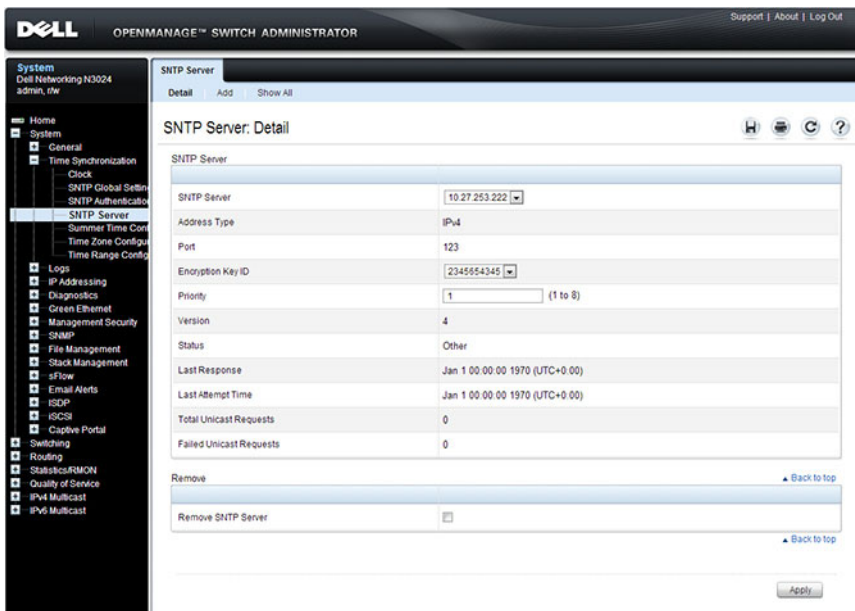 Support | About | Log Out
DELL OPENMANAGE™ SWITCH ADMINISTRATOR
System
Dell Networking N3024
admin, r/w
Home
System
General
Time Synchronization
Clock
SNTP Global Settin
SNTP Authenticatio
SNTP Server
Summer Time Conf
Time Zone Configur
Time Range Config
Logs
IP Addressing
Diagnostics
Green Ethernet
Management Security
SNMP
File Management
Stack Management
sFlow
Email Alerts
ISDP
iSCSI
Captive Portal
Switching
Routing
Statistics/RMON
Quality of Service
IPv4 Multicast
IPv6 Multicast
SNTP Server
Detail Add Show All
SNTP Server: Detail
SNTP Server
SNTP Server 10.27.253.222
Address Type IPv4
Port 123
Encryption Key ID 2345654345
Priority 1 (1 to 8)
Version 4
Status Other
Last Response Jan 1 00:00:00 1970 (UTC+0:00)
Last Attempt Time Jan 1 00:00:00 1970 (UTC+0:00)
Total Unicast Requests 0
Failed Unicast Requests 0
Remove Back to top
Remove SNTP Server
Back to top
Apply